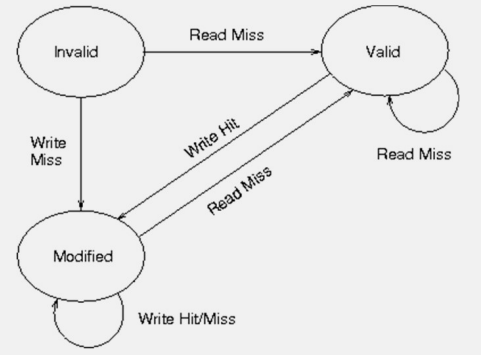 Invalid
Read Miss
Valid
Write
Miss
Write Hit
Read Miss
Read Miss
Modified
Write Hit/Miss